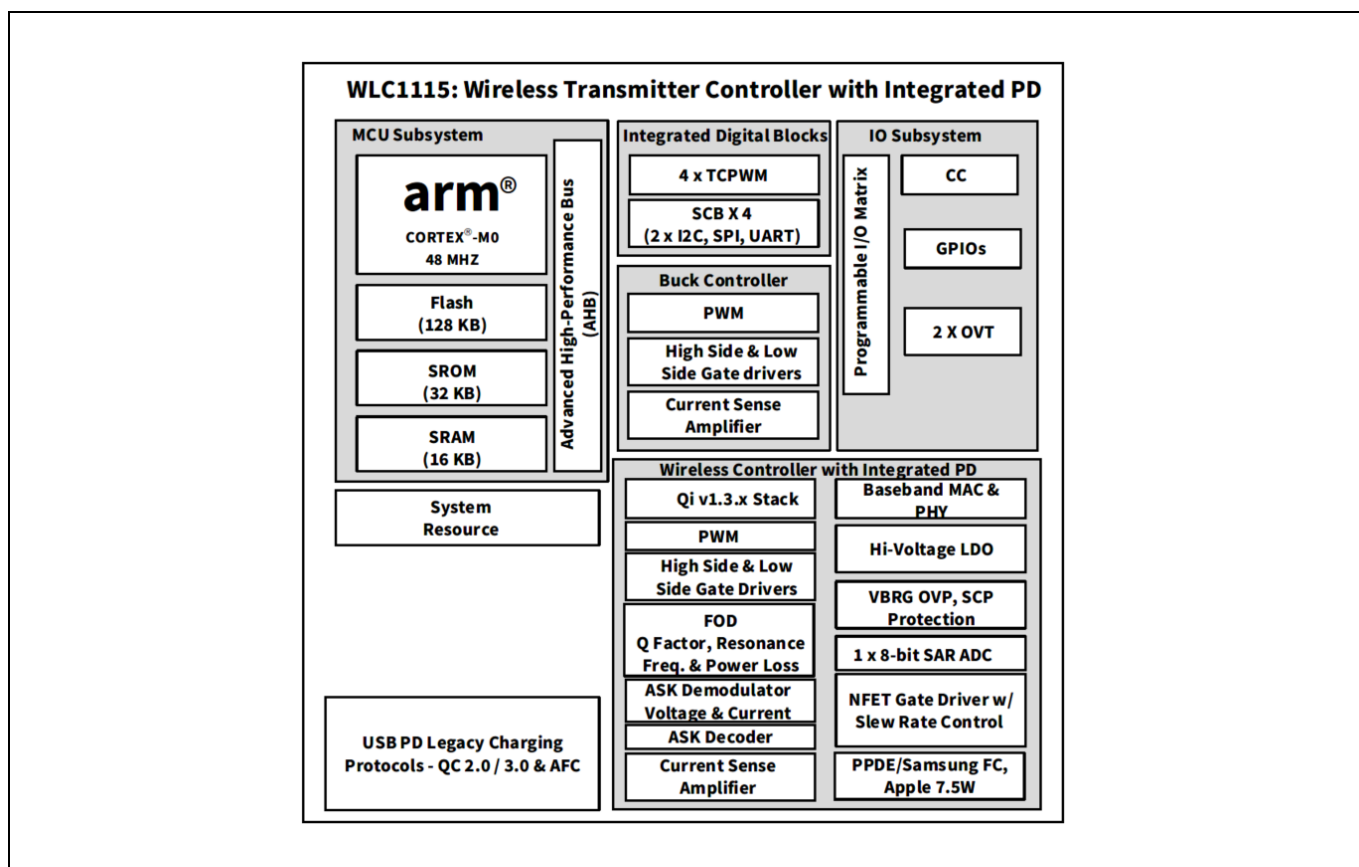 WLC1115: Wireless Transmitter Controller with Integrated PD
MCU Subsystem
arm®
CORTEX®-M0
48 MHZ
Flash
(128 KB)
SROM
(32 KB)
SRAM
(16 KB)
Advanced High-Performance Bus
(AHB)
System
Resource
USB PD Legacy Charging
Protocols - QC 2.0 / 3.0 & AFC
Integrated Digital Blocks
4 x TCPWM
SCB X 4
(2 x I2C, SPI, UART)
Buck Controller
PWM
High Side & Low
Side Gate drivers
Current Sense
Amplifier
IO Subsystem
Programmable I/O Matrix
CC
GPIOs
2 X OVT
Wireless Controller with Integrated PD
Qi v1.3.x Stack
PWM
High Side & Low
Side Gate Drivers
FOD
Q Factor, Resonance
Freq. & Power Loss
ASK Demodulator
Voltage & Current
ASK Decoder
Current Sense
Amplifier
Baseband MAC &
PHY
Hi-Voltage LDO
VBRG OVP, SCP
Protection
1 x 8-bit SAR ADC
NFET Gate Driver w/
Slew Rate Control
PPDE/Samsung FC,
Apple 7.5W